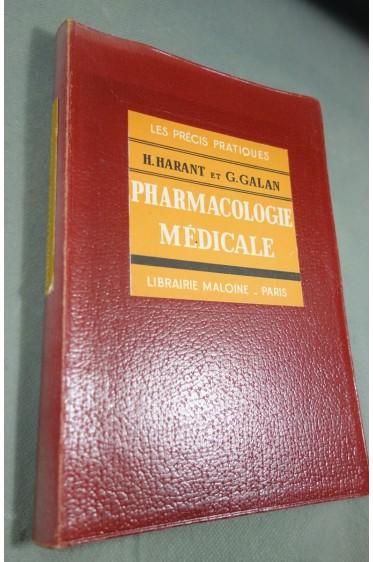 LES PRÉCIS PRATIQUES
H. HARANT ET G. GALAN
PHARMACOLOGIE
MÉDICALE
LIBRAIRIE MALOINE - PARIS